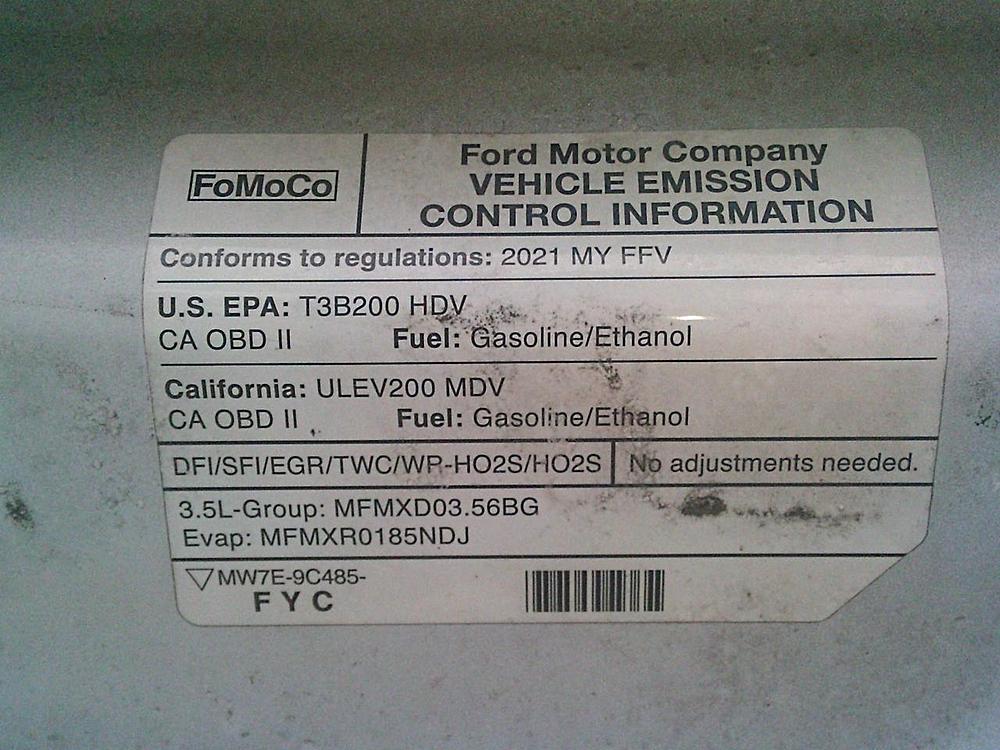 FoMoCo
Ford Motor Company
VEHICLE EMISSION
CONTROL INFORMATION
Conforms to regulations: 2021 MY FFV
U.S. EPA: T3B200 HDV
CA OBD II Fuel: Gasoline/Ethanol
California: ULEV200 MDV
CA OBD II Fuel: Gasoline/Ethanol
DFI/SFI/EGR/TWC/WR-HO2S/HO2S No adjustments needed.
3.5L-Group: MFMXD03.56BG
Evap: MFMXR0185NDJ
MW7E-9C485-
F Y C